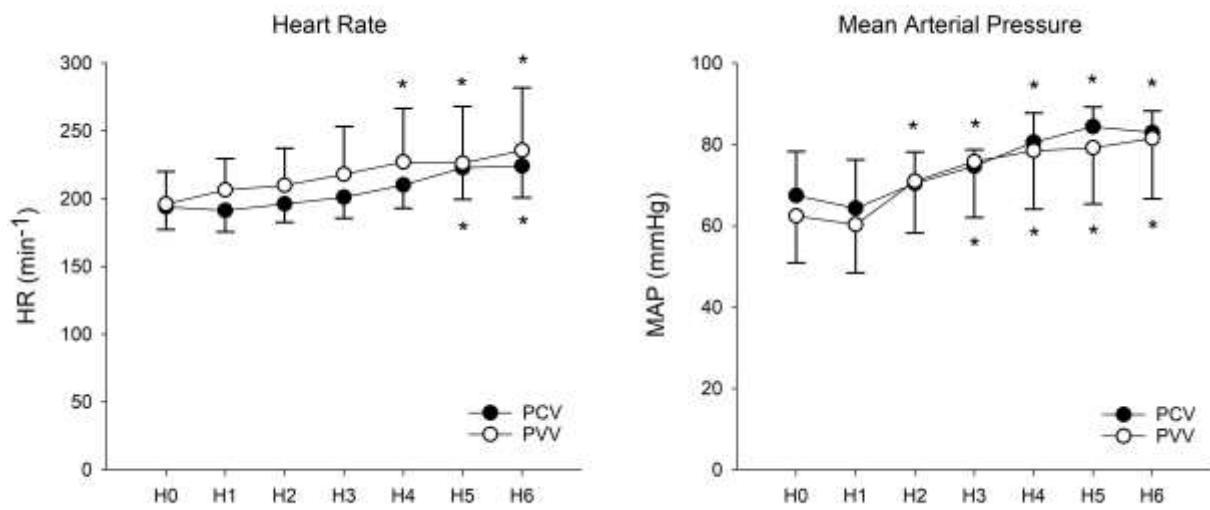 Heart Rate
HR (min-1)
300
250
200
150
100
50
0
* * *
* *
PCV
PVV
H0 H1 H2 H3 H4 H5 H6
Mean Arterial Pressure
MAP (mmHg)
100
80
60
40
20
0
* * * * *
* * * *
PCV
PVV
H0 H1 H2 H3 H4 H5 H6